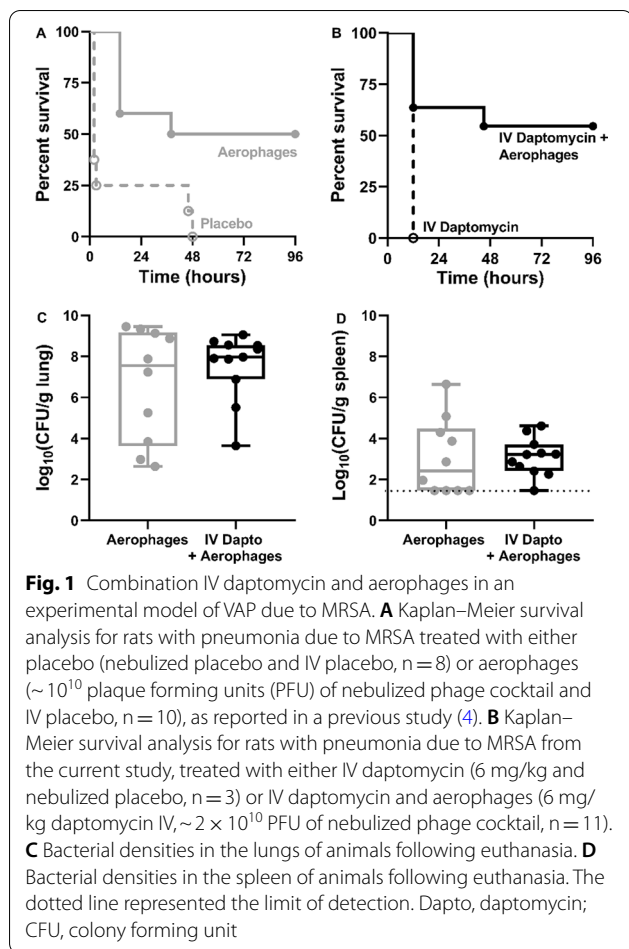 A
100
75
50
25
0
Percent survival
Aerophages
Placebo
0 24 48 72 96
Time (hours)
B
100
75
50
25
0
Percent survival
IV Daptomycin +
Aerophages
IV Daptomycin
0 24 48 72 96
Time (hours)
C
10
8
6
4
2
0
log10(CFU/g lung)
Aerophages
IV Dapto
+ Aerophages
D
10
8
6
4
2
0
Log10(CFU/g spleen)
Aerophages
IV Dapto
+ Aerophages
Fig. 1 Combination IV daptomycin and aerophages in an
experimental model of VAP due to MRSA. A Kaplan–Meier survival
analysis for rats with pneumonia due to MRSA treated with either
placebo (nebulized placebo and IV placebo, n = 8) or aerophages
(~ 10^10 plaque forming units (PFU) of nebulized phage cocktail and
IV placebo, n = 10), as reported in a previous study (4). B Kaplan–
Meier survival analysis for rats with pneumonia due to MRSA from
the current study, treated with either IV daptomycin (6 mg/kg and
nebulized placebo, n = 3) or IV daptomycin and aerophages (6 mg/
kg daptomycin IV, ~ 2 × 10^10 PFU of nebulized phage cocktail, n = 11).
C Bacterial densities in the lungs of animals following euthanasia. D
Bacterial densities in the spleen of animals following euthanasia. The
dotted line represented the limit of detection. Dapto, daptomycin;
CFU, colony forming unit